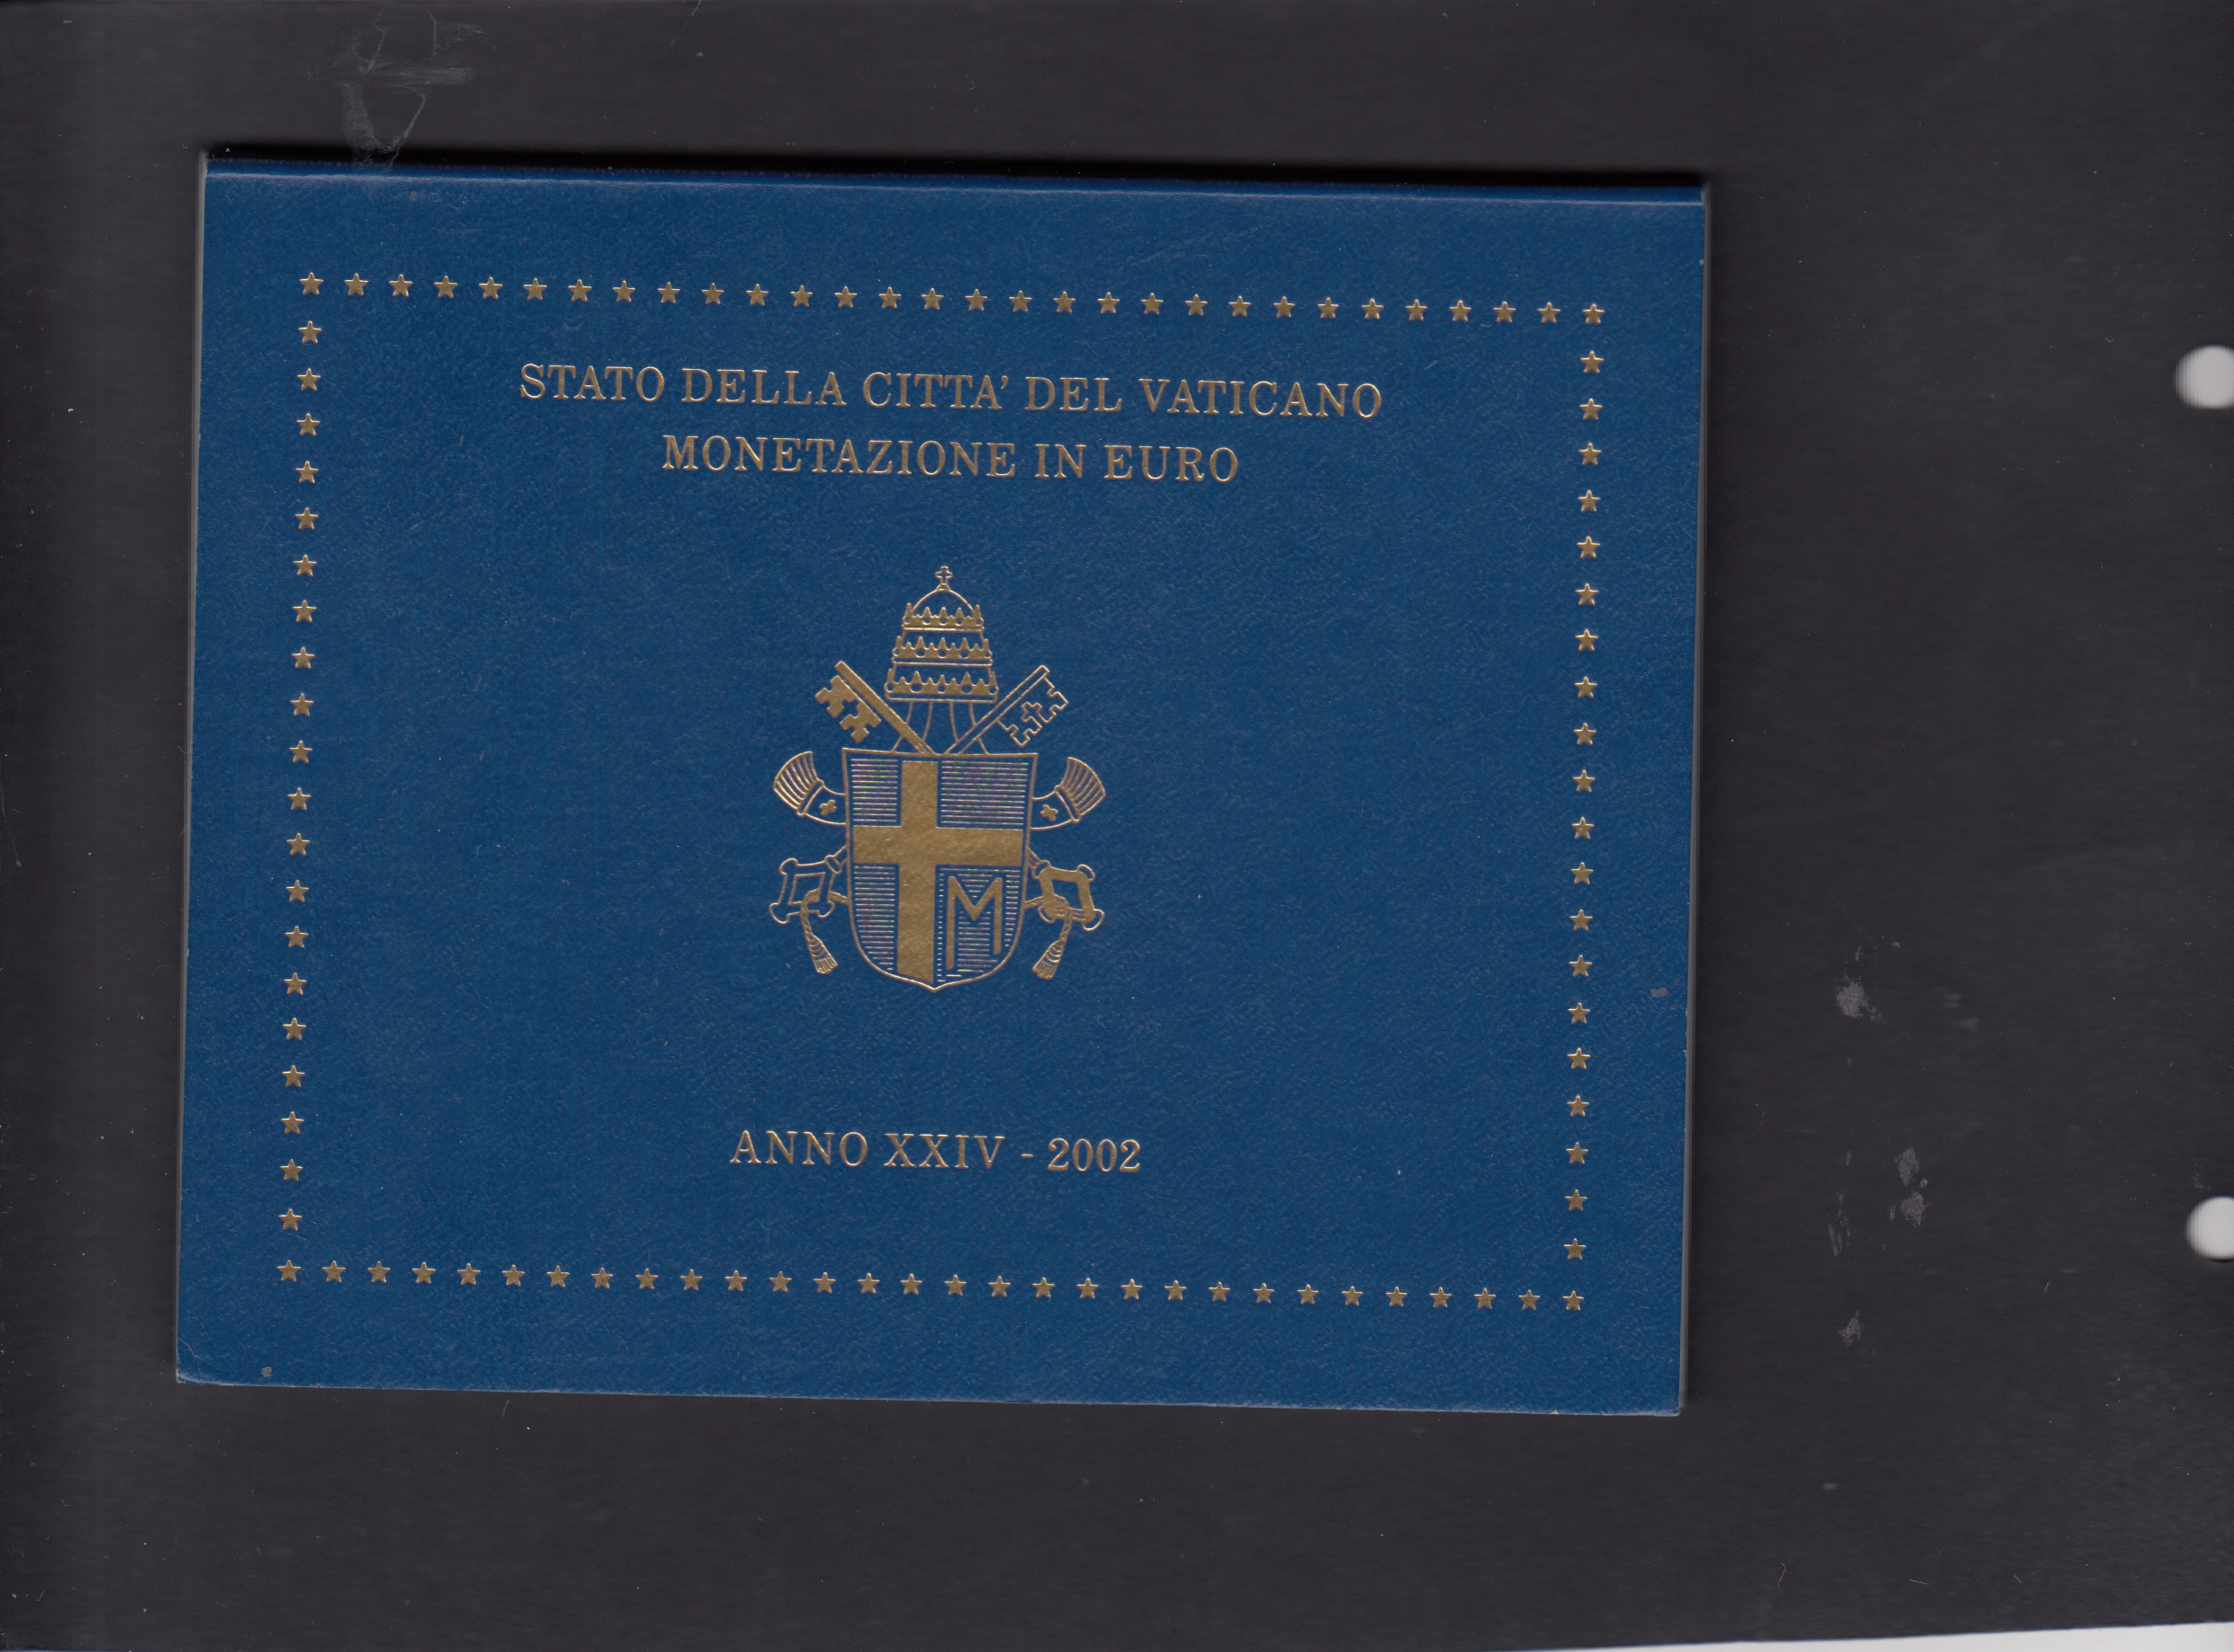 STATO DELLA CITTA' DEL VATICANO
MONETAZIONE IN EURO
M
ANNO XXIV - 2002